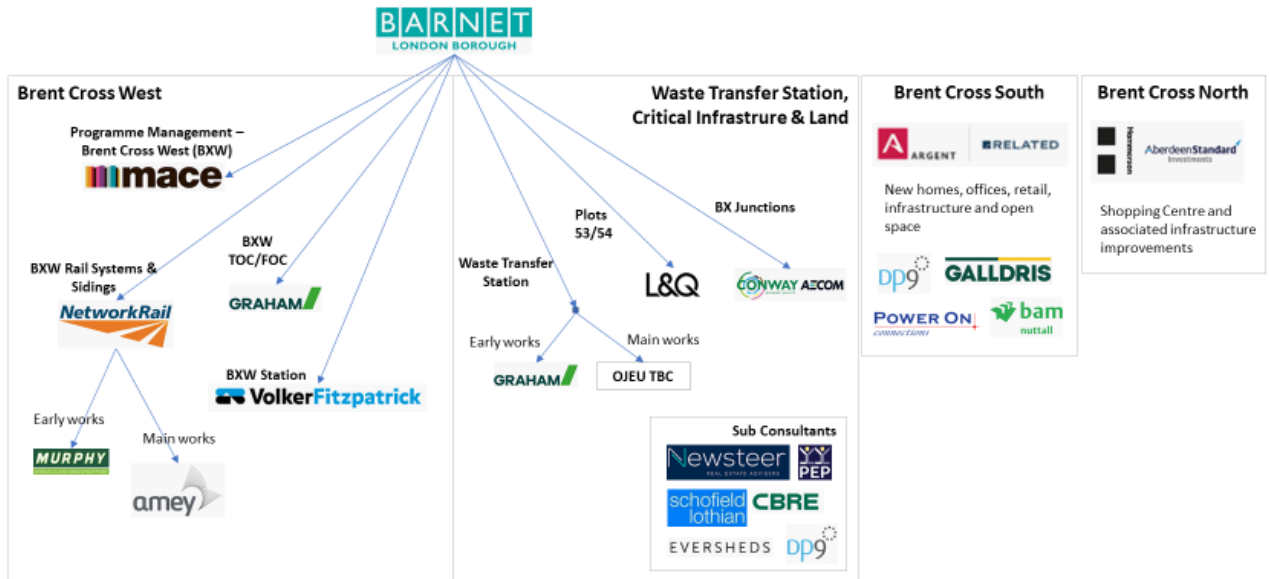 BARNET
LONDON BOROUGH
Brent Cross West
Programme Management –
Brent Cross West (BXW)
mace
BXW Rail Systems &
Sidings
NetworkRail
BXW
TOC/FOC
GRAHAM
BXW Station
VolkerFitzpatrick
Early works
MURPHY
Main works
amey
Waste Transfer Station,
Critical Infrastrure & Land
Waste Transfer
Station
Early works
GRAHAM
Main works
OJEU TBC
Plots
53/54
L&Q
BX Junctions
CONWAY AECOM
Sub Consultants
Newsteer
REAL ESTATE ADVISERS
PEP
schofield
lothian
CBRE
EVERSHEDS
DP9
Brent Cross South
ARGENT
RELATED
New homes, offices, retail,
infrastructure and open
space
DP9
GALLDRIS
POWER ON
connections
bam
nuttall
Brent Cross North
Hammerson
AberdeenStandard
Investments
Shopping Centre and
associated infrastructure
improvements